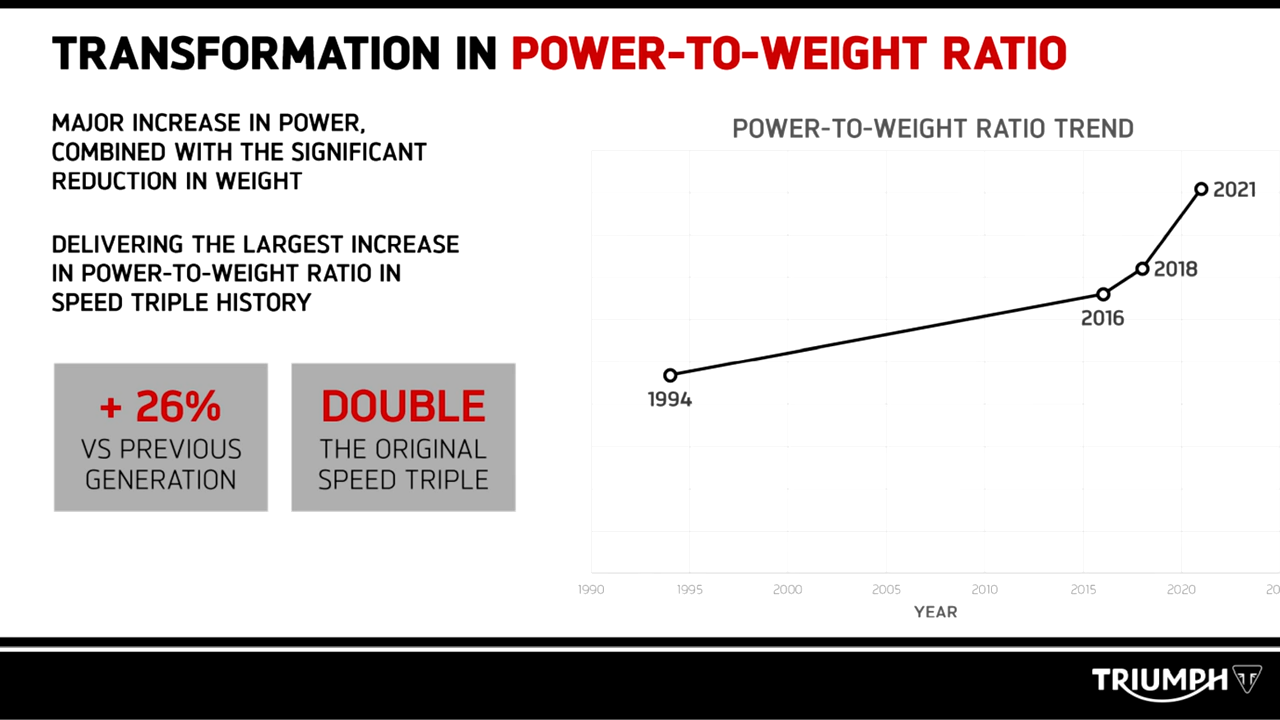 TRANSFORMATION IN POWER-TO-WEIGHT RATIO
MAJOR INCREASE IN POWER,
COMBINED WITH THE SIGNIFICANT
REDUCTION IN WEIGHT
DELIVERING THE LARGEST INCREASE
IN POWER-TO-WEIGHT RATIO IN
SPEED TRIPLE HISTORY
+ 26%
VS PREVIOUS
GENERATION
DOUBLE
THE ORIGINAL
SPEED TRIPLE
POWER-TO-WEIGHT RATIO TREND
2021
2018
2016
1994
1990 1995 2000 2005 2010 2015 2020 20
YEAR
TRIUMPH